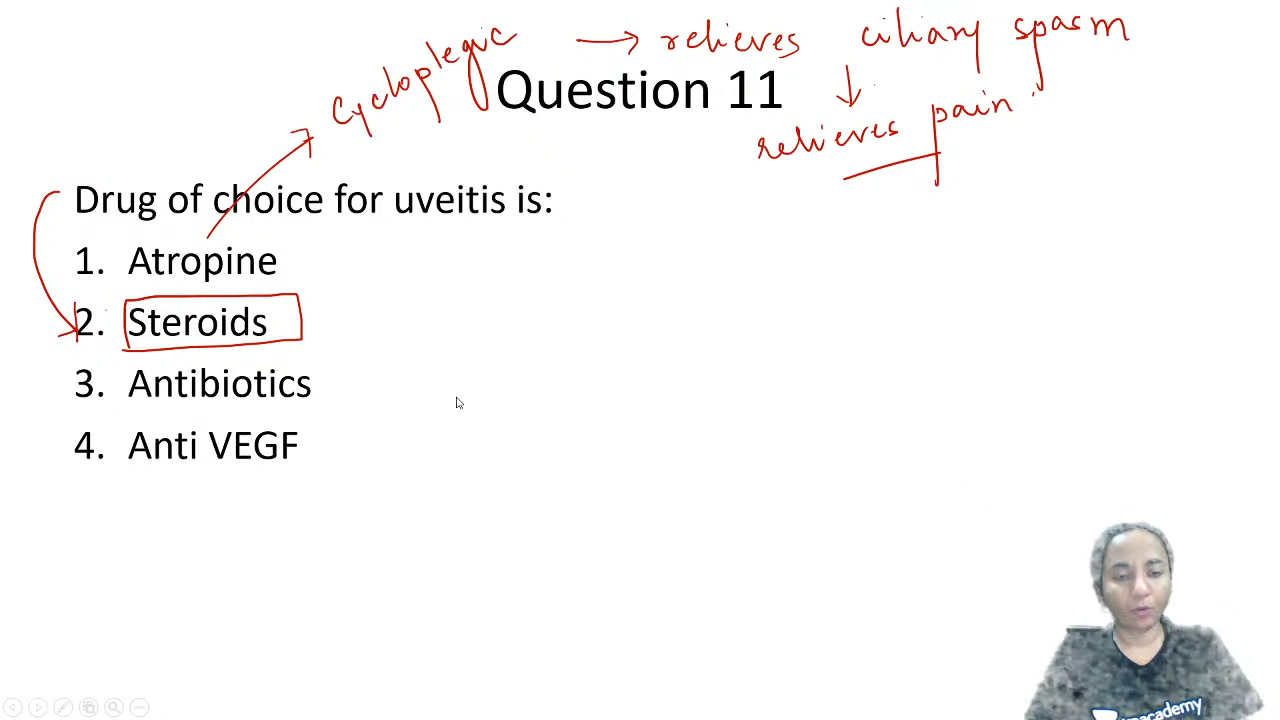 cycloplegic → relieves ciliary spasm
↓
relieves pain
Question 11
Drug of choice for uveitis is:
1. Atropine
2. Steroids
3. Antibiotics
4. Anti VEGF